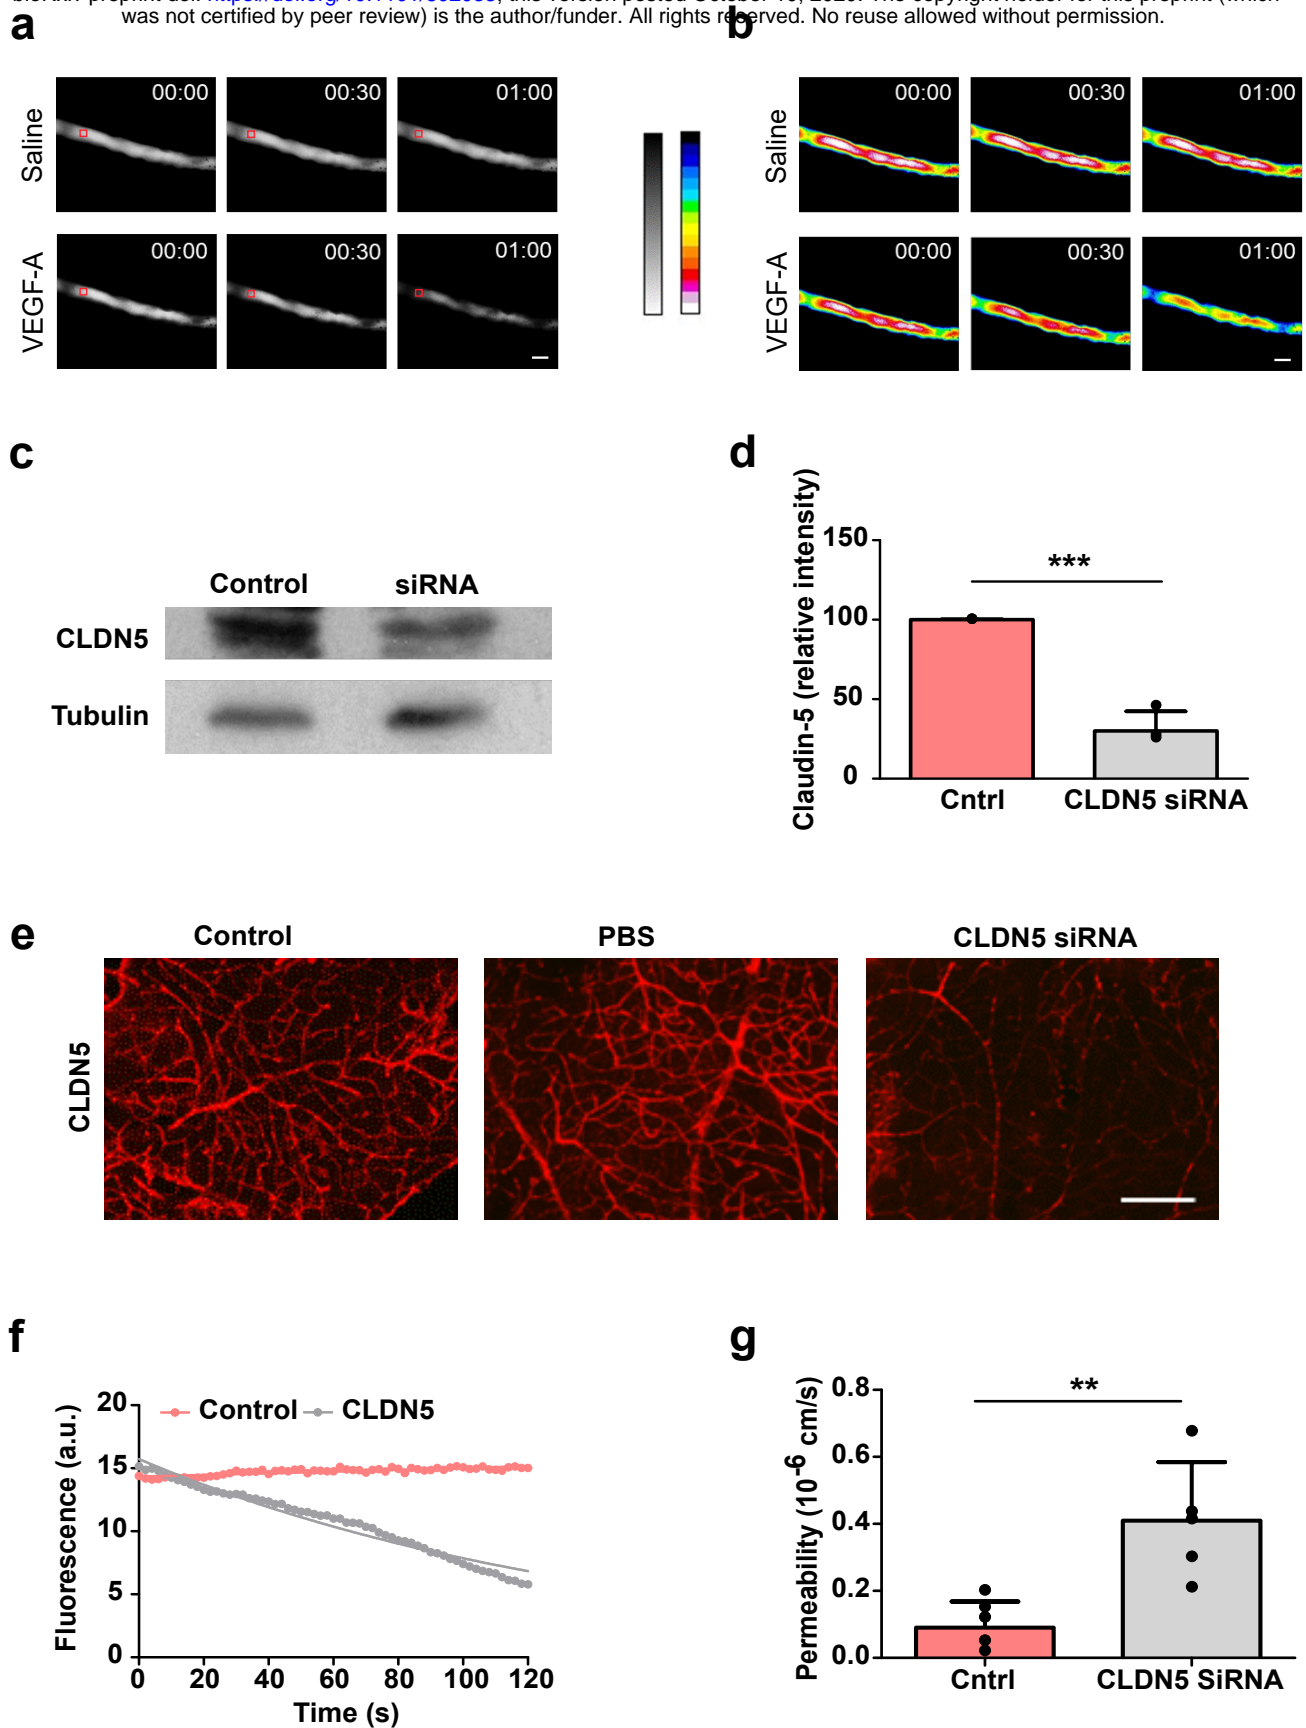 was not certified by peer review) is the author/funder. All rights reserved. No reuse allowed without permission.
a
b
Saline
00:00
00:30
01:00
VEGF-A
00:00
00:30
01:00
Saline
00:00
00:30
01:00
VEGF-A
00:00
00:30
01:00
c
Control
siRNA
CLDN5
Tubulin
d
Claudin-5 (relative intensity)
150
100
50
0
***
Cntrl
CLDN5 siRNA
e
Control
PBS
CLDN5 siRNA
CLDN5
f
Fluorescence (a.u.)
20
15
10
5
0
Control
CLDN5
0 20 40 60 80 100 120
Time (s)
g
Permeability (10-6 cm/s)
0.8
0.6
0.4
0.2
0.0
**
Cntrl
CLDN5 SiRNA